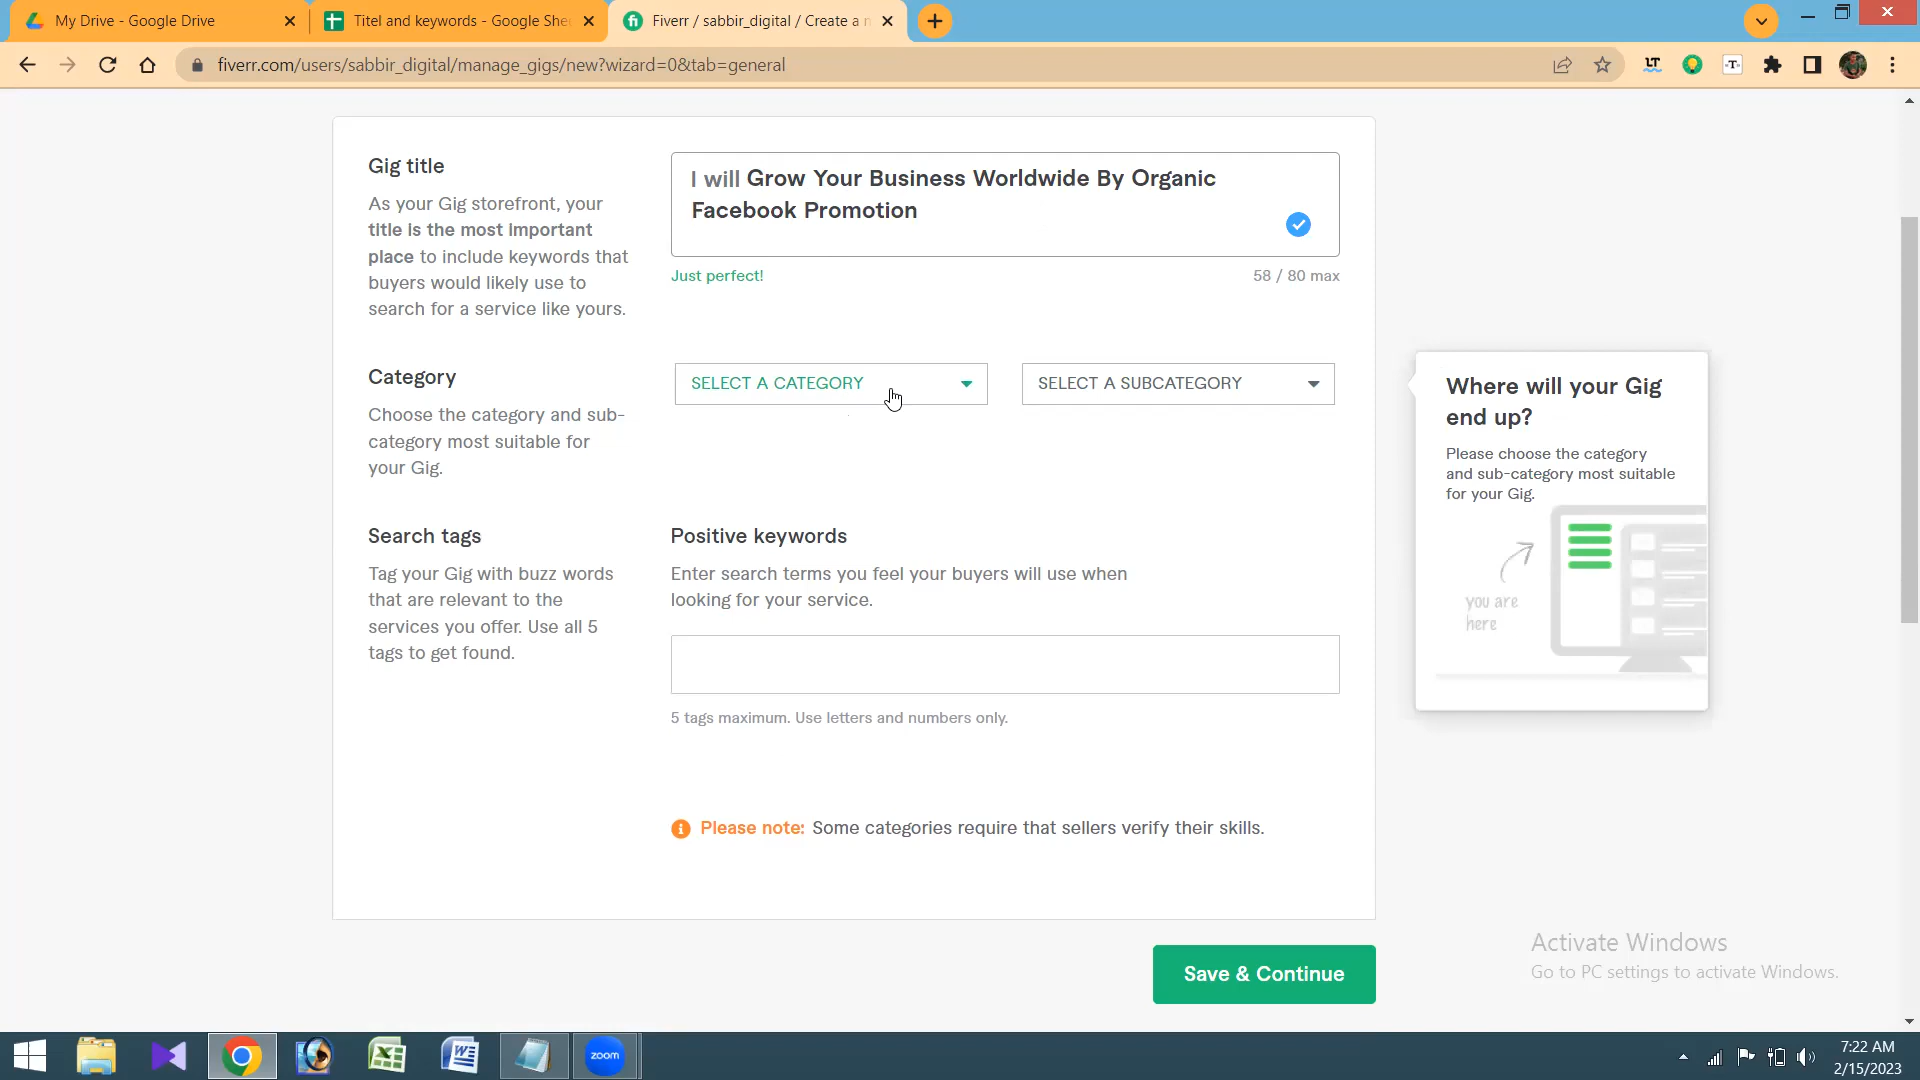 My Drive - Google Drive
Titel and keywords - Google She
Fiverr / sabbir_digital / Create a n
fiverr.com/users/sabbir_digital/manage_gigs/new?wizard=0&tab=general
Gig title
As your Gig storefront, your
title is the most important
place to include keywords that
buyers would likely use to
search for a service like yours.
I will Grow Your Business Worldwide By Organic
Facebook Promotion
Just perfect!
58 / 80 max
Category
Choose the category and sub-
category most suitable for
your Gig.
SELECT A CATEGORY
SELECT A SUBCATEGORY
Where will your Gig
end up?
Please choose the category
and sub-category most suitable
for your Gig.
you are
here
Search tags
Tag your Gig with buzz words
that are relevant to the
services you offer. Use all 5
tags to get found.
Positive keywords
Enter search terms you feel your buyers will use when
looking for your service.
5 tags maximum. Use letters and numbers only.
Please note: Some categories require that sellers verify their skills.
Save & Continue
Activate Windows
Go to PC settings to activate Windows.
zoom
7:22 AM
2/15/2023